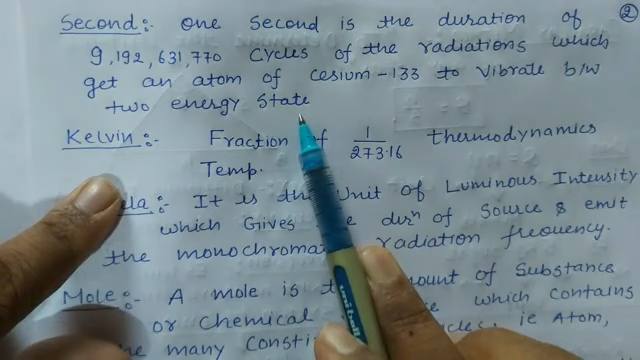 Second:- One Second is the duration of
9,192,631,770 cycles of the radiations which
get an atom of cesium-133 to vibrate b/w
two energy state
Kelvin:- Fraction of 1/273.16 thermodynamics
Temp.
It is the Unit of Luminous Intensity
which Gives dirⁿ of Source & emit
the monochromat radiation frequency.
Mole:- A mole is amount of Substance
or chemical which contains
many ie Atom,
2
uniball